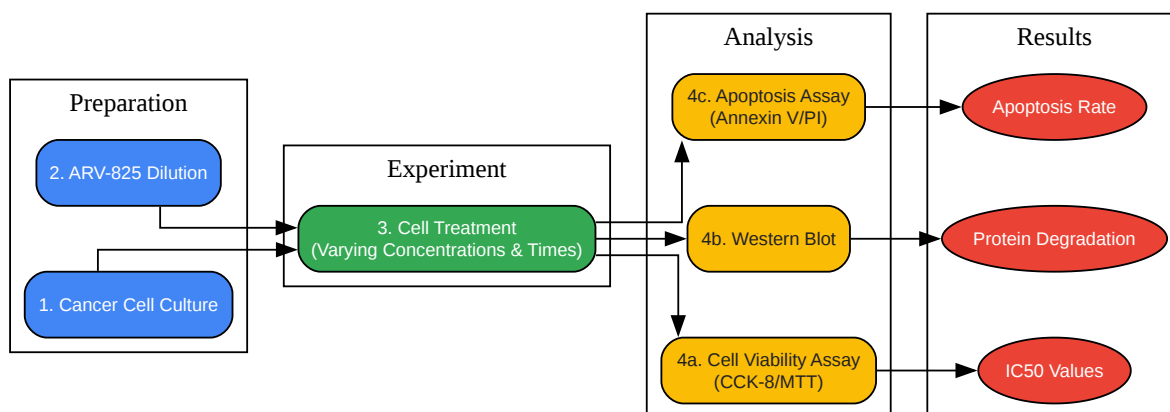 Preparation
2. ARV-825 Dilution
1. Cancer Cell Culture
Experiment
3. Cell Treatment
(Varying Concentrations & Times)
Analysis
4c. Apoptosis Assay
(Annexin V/PI)
4b. Western Blot
4a. Cell Viability Assay
(CCK-8/MTT)
Results
Apoptosis Rate
Protein Degradation
IC50 Values